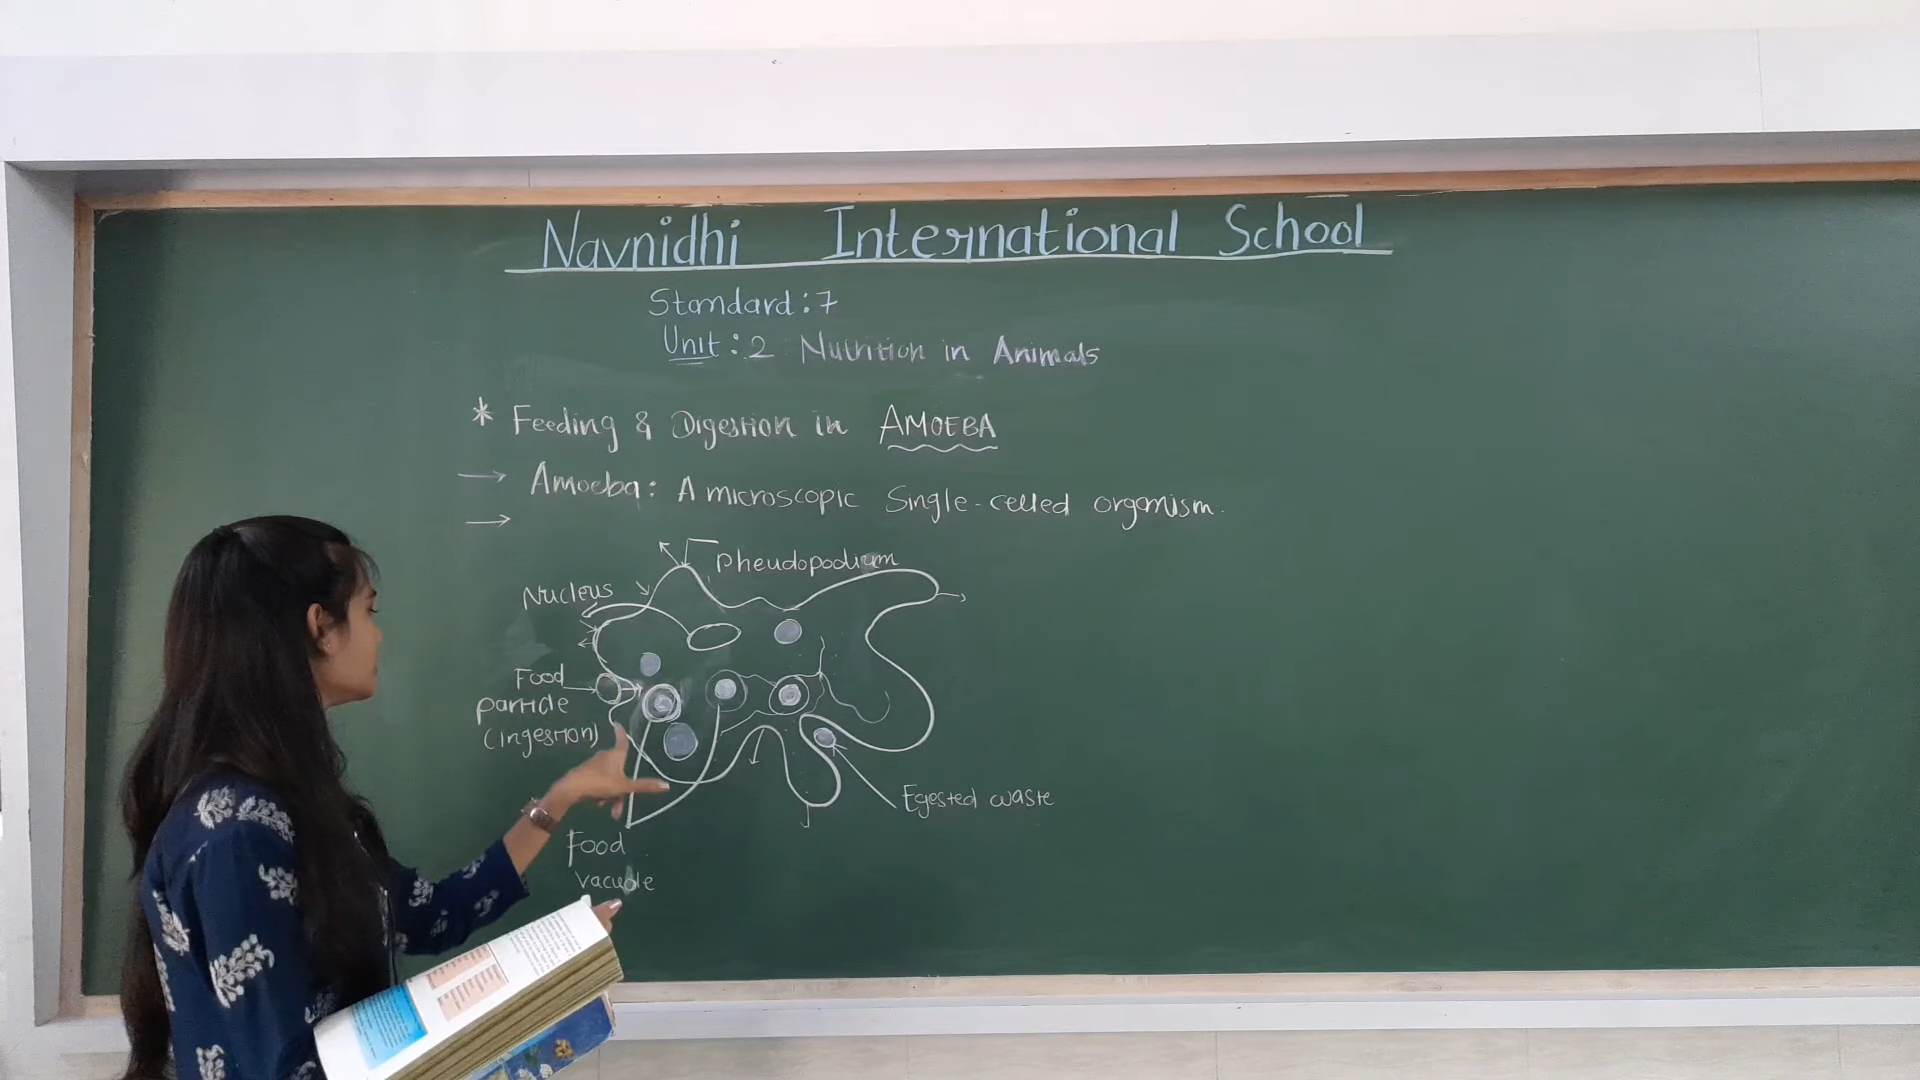 Navnidhi International School
Standard : 7
Unit : 2 Nutrition in Animals
* Feeding & Digestion in AMOEBA
→ Amoeba : A microscopic Single-celled organism.
→
Pheudopodium
Nucleus
Food
particle
(ingestion)
Egested waste
Food
vacuole